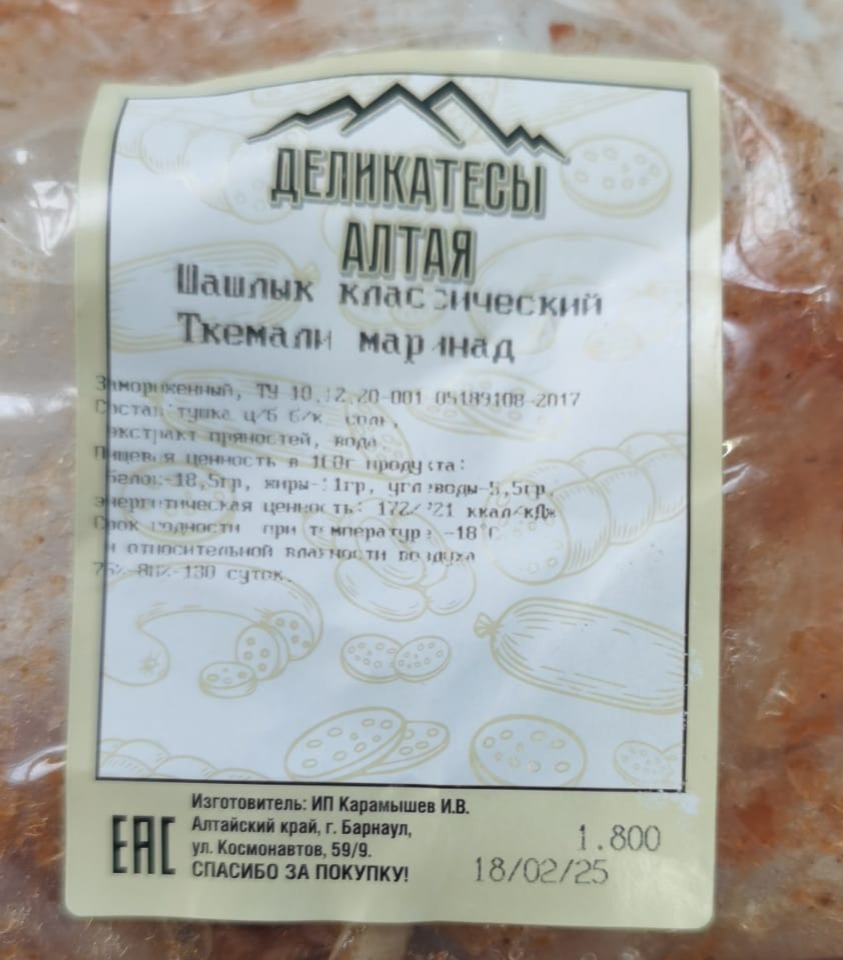 ДЕЛИКАТЕСЫ
АЛТАЯ
Шашлык классический
Ткемали маринад
Замороженный, ТУ 10.12.20-001 05189108-2017
Состав: тушка ц/б б/к, соль,
экстракт пряностей, вода
Пищевая ценность в 100г продукта:
белок-18,5гр, жиры-11гр, углеводы-5,5гр,
энергетическая ценность: ккал/кДж
Срок годности при температуре -18°С
и относительной влажности воздуха
75%-80%-130 суток.
ЕАС
Изготовитель: ИП Карамышев И.В.
Алтайский край, г. Барнаул,
ул. Космонавтов, 59/9.
СПАСИБО ЗА ПОКУПКУ!
1.800
18/02/25